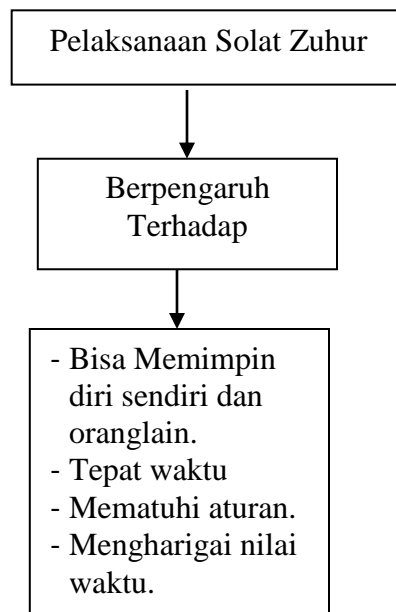 Pelaksanaan Solat Zuhur
Berpengaruh
Terhadap
- Bisa Memimpin
diri sendiri dan
oranglain.
- Tepat waktu
- Mematuhi aturan.
- Mengharigai nilai
waktu.